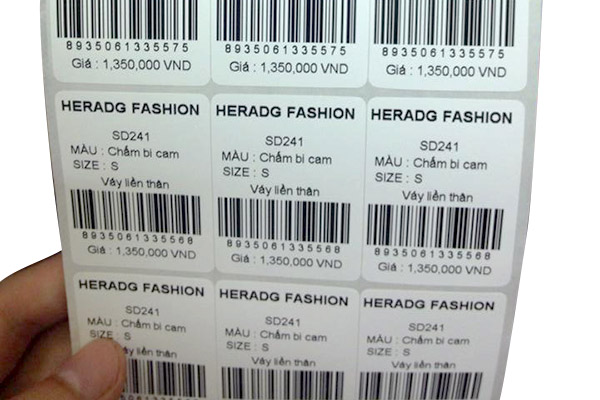 8935061335575 8935061335575 8935061335575
Giá : 1,350,000 VND Giá : 1,350,000 VND Giá : 1,350,000 VND
HERADG FASHION HERADG FASHION HERADG FASHION
SD241 SD241 SD241
MÀU : Chấm bi cam MÀU : Chấm bi cam MÀU : Chấm bi cam
SIZE : S SIZE : S SIZE : S
Váy liền thân Váy liền thân Váy liền thân
8935061335568 8935061335568 8935061335568
Giá : 1,350,000 VND Giá : 1,350,000 VND Giá : 1,350,000 VND
HERADG FASHION HERADG FASHION HERADG FASHION
SD241 SD241 SD241
MÀU : Chấm bi cam MÀU : Chấm bi cam MÀU : Chấm bi cam
SIZE : S SIZE : S SIZE : S
Váy liền thân Váy liền thân Váy liền thân